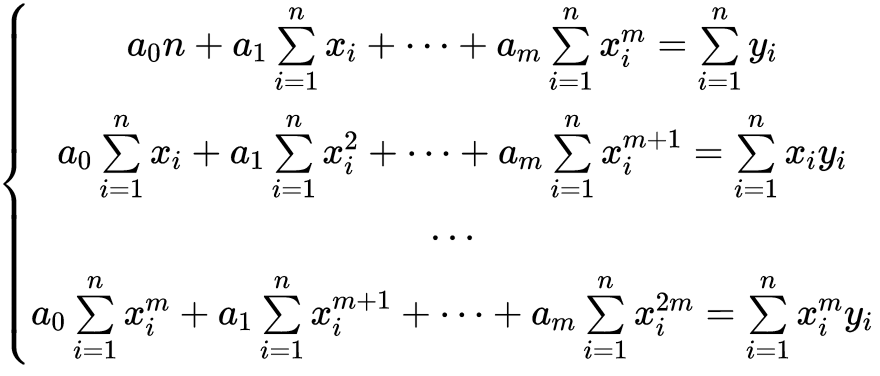 $a_0 n + a_1 \sum_{i=1}^{n} x_i + \cdots + a_m \sum_{i=1}^{n} x_i^m = \sum_{i=1}^{n} y_i$
$a_0 \sum_{i=1}^{n} x_i + a_1 \sum_{i=1}^{n} x_i^2 + \cdots + a_m \sum_{i=1}^{n} x_i^{m+1} = \sum_{i=1}^{n} x_i y_i$
$\cdots$
$a_0 \sum_{i=1}^{n} x_i^m + a_1 \sum_{i=1}^{n} x_i^{m+1} + \cdots + a_m \sum_{i=1}^{n} x_i^{2m} = \sum_{i=1}^{n} x_i^m y_i$